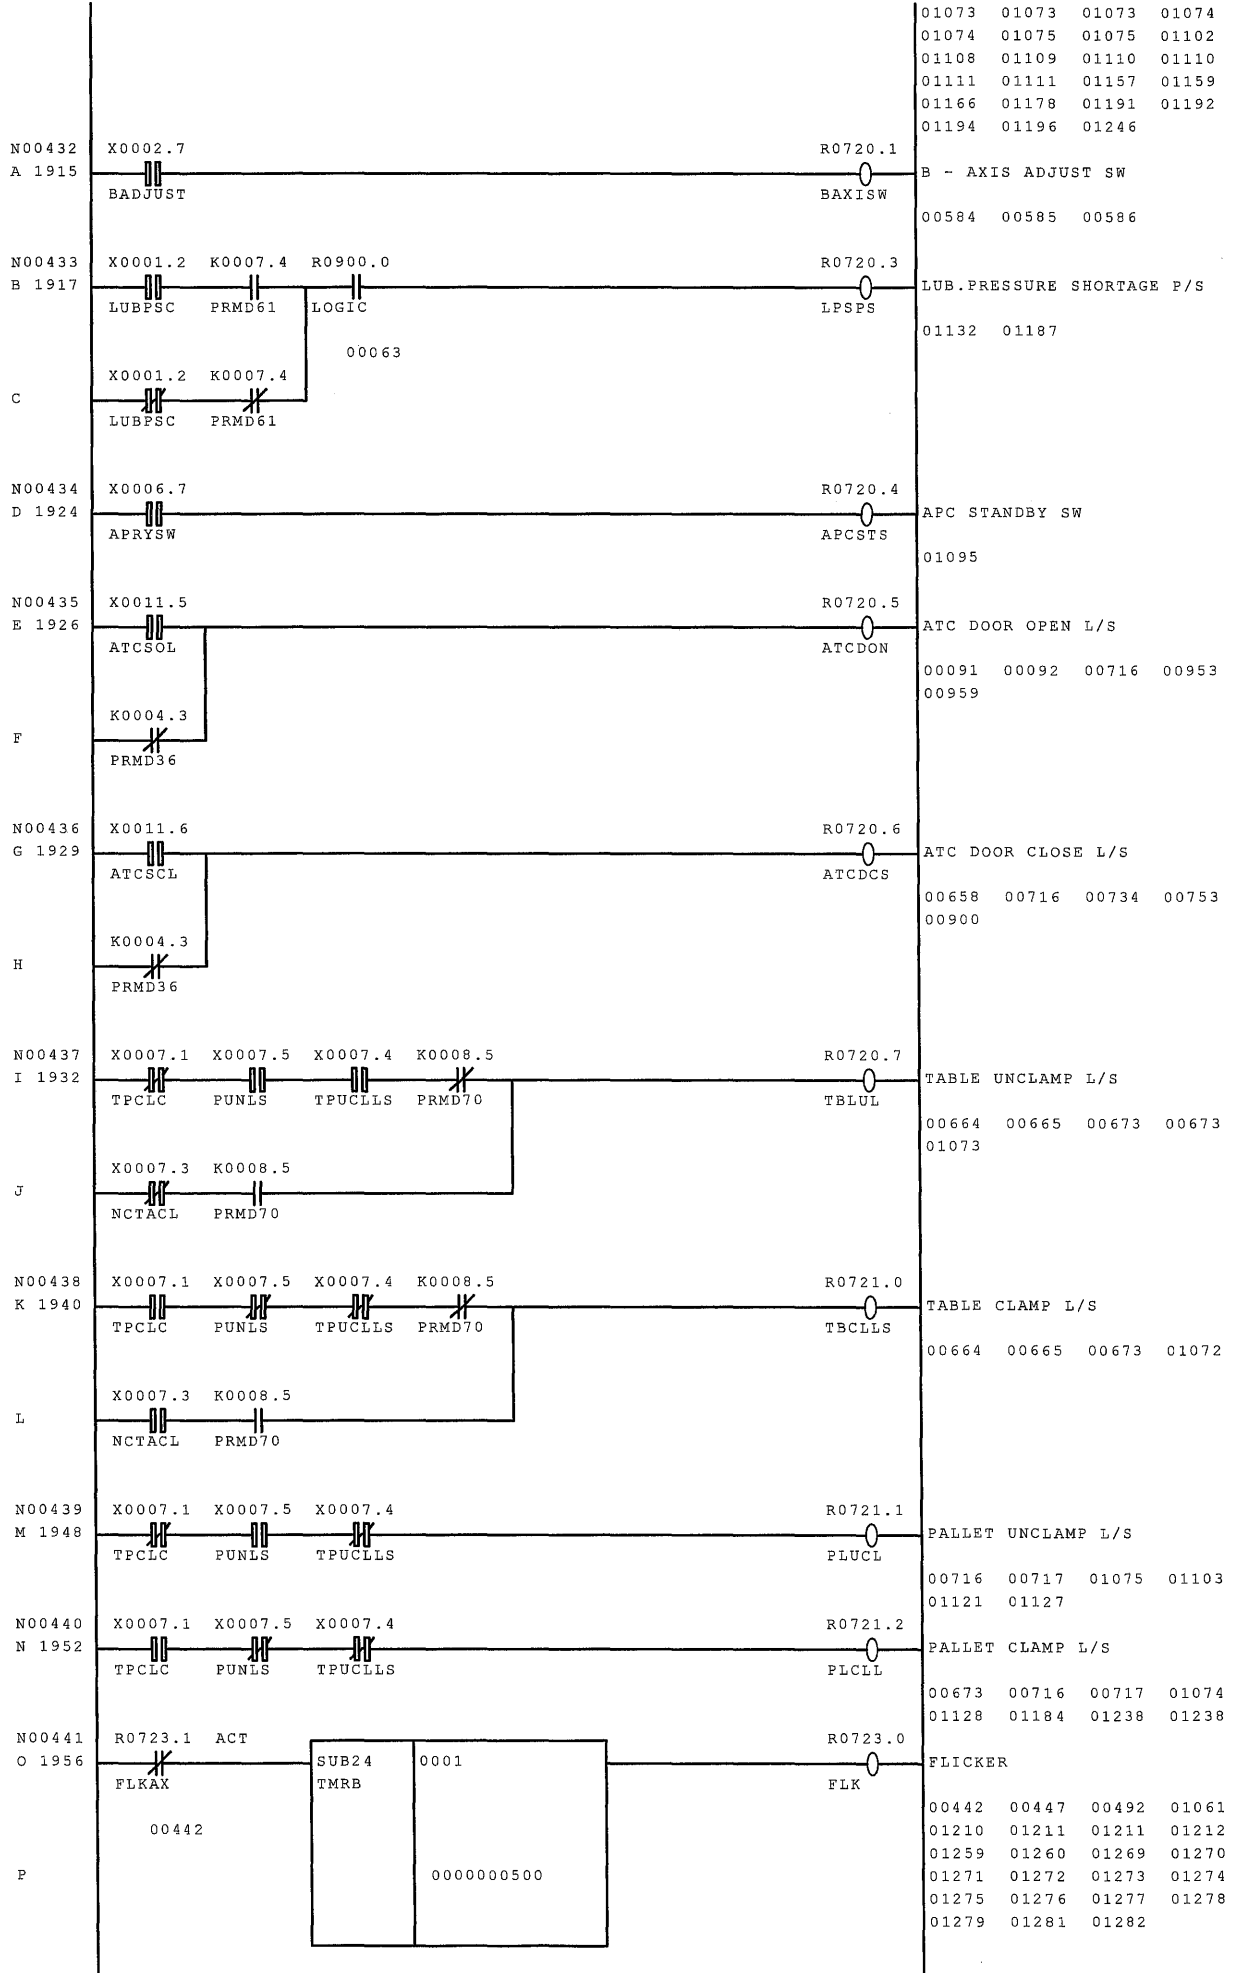 01073 01073 01073 01074
01074 01075 01075 01102
01108 01109 01110 01110
01111 01111 01157 01159
01166 01178 01191 01192
01194 01196 01246
N00432 X0002.7 R0720.1
A 1915 B - AXIS ADJUST SW
BADJUST BAXISW
00584 00585 00586
N00433 X0001.2 K0007.4 R0900.0 R0720.3
B 1917 LUB.PRESSURE SHORTAGE P/S
LUBPSC PRMD61 LOGIC LPSPS
01132 01187
00063
X0001.2 K0007.4
C
LUBPSC PRMD61
N00434 X0006.7 R0720.4
D 1924 APC STANDBY SW
APRYSW APCSTS
01095
N00435 X0011.5 R0720.5
E 1926 ATC DOOR OPEN L/S
ATCSOL ATCDON
00091 00092 00716 00953
00959
K0004.3
F
PRMD36
N00436 X0011.6 R0720.6
G 1929 ATC DOOR CLOSE L/S
ATCSCL ATCDCS
00658 00716 00734 00753
00900
K0004.3
H
PRMD36
N00437 X0007.1 X0007.5 X0007.4 K0008.5 R0720.7
I 1932 TABLE UNCLAMP L/S
TPCLC PUNLS TPUCLLS PRMD70 TBLUL
00664 00665 00673 00673
01073
X0007.3 K0008.5
J
NCTACL PRMD70
N00438 X0007.1 X0007.5 X0007.4 K0008.5 R0721.0
K 1940 TABLE CLAMP L/S
TPCLC PUNLS TPUCLLS PRMD70 TBCLLS
00664 00665 00673 01072
X0007.3 K0008.5
L
NCTACL PRMD70
N00439 X0007.1 X0007.5 X0007.4 R0721.1
M 1948 PALLET UNCLAMP L/S
TPCLC PUNLS TPUCLLS PLUCL
00716 00717 01075 01103
01121 01127
N00440 X0007.1 X0007.5 X0007.4 R0721.2
N 1952 PALLET CLAMP L/S
TPCLC PUNLS TPUCLLS PLCLL
00673 00716 00717 01074
01128 01184 01238 01238
N00441 R0723.1 ACT R0723.0
O 1956 SUB24 0001 FLICKER
FLKAX TMRB FLK
00442 00447 00492 01061
00442 01210 01211 01211 01212
01259 01260 01269 01270
P 0000000500 01271 01272 01273 01274
01275 01276 01277 01278
01279 01281 01282